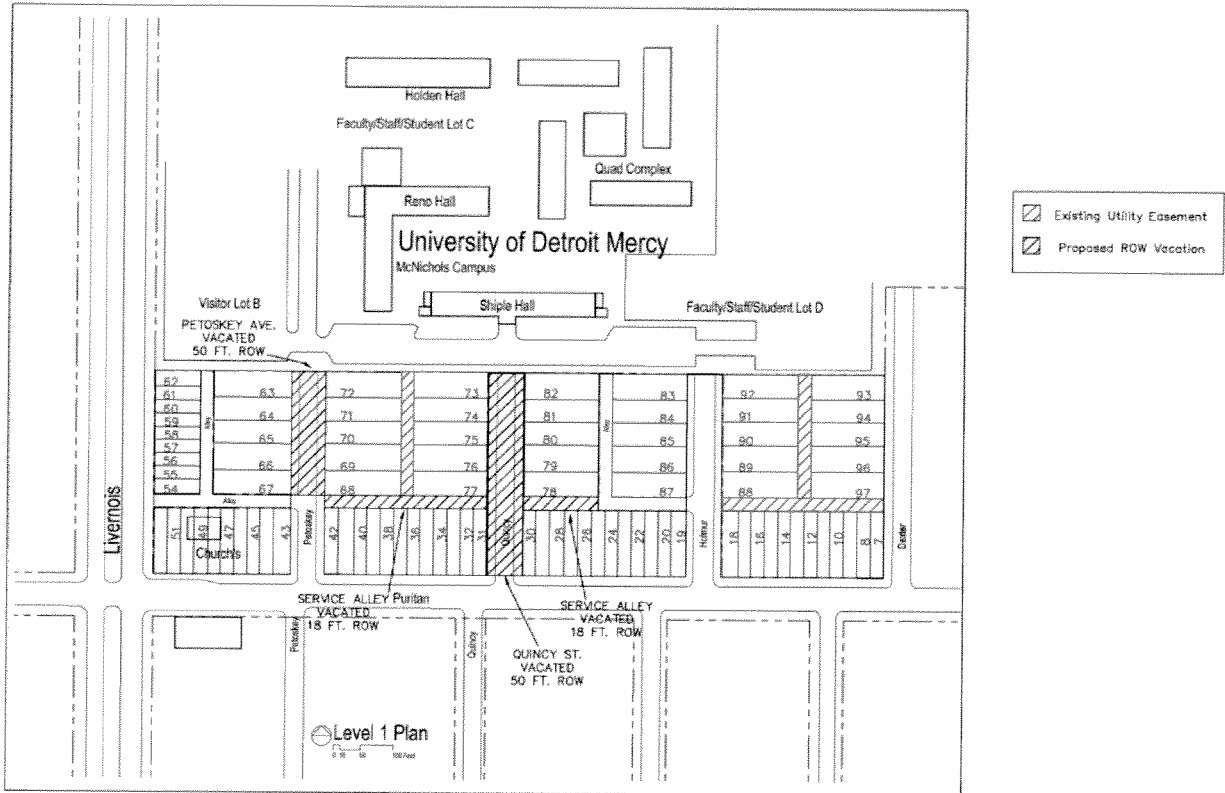 Holden Hall
Faculty/Staff/Student Lot C
Quad Complex
Reno Hall
University of Detroit Mercy
McNichols Campus
Shiple Hall
Visitor Lot B
Faculty/Staff/Student Lot D
Existing Utility Easement
Proposed ROW Vacation
PETOSKEY AVE.
VACATED
50 FT. ROW
62
61
60
59
58
57
56
55
54
Alley
63
64
65
66
67
Alley
72
71
70
69
68
73
74
75
76
77
82
81
80
79
78
Alley
83
84
85
86
87
92
91
90
89
88
93
94
95
96
97
Livernois
51
49
47
45
43
Church's
Petoskey
42
40
38
36
34
32
31
Quincy
30
28
26
24
22
20
19
Holmur
18
16
14
12
10
8
7
Dexter
SERVICE ALLEY
VACATED
18 FT. ROW
Puritan
SERVICE ALLEY
VACATED
18 FT. ROW
QUINCY ST.
VACATED
50 FT. ROW
Petoskey
Quincy
Level 1 Plan